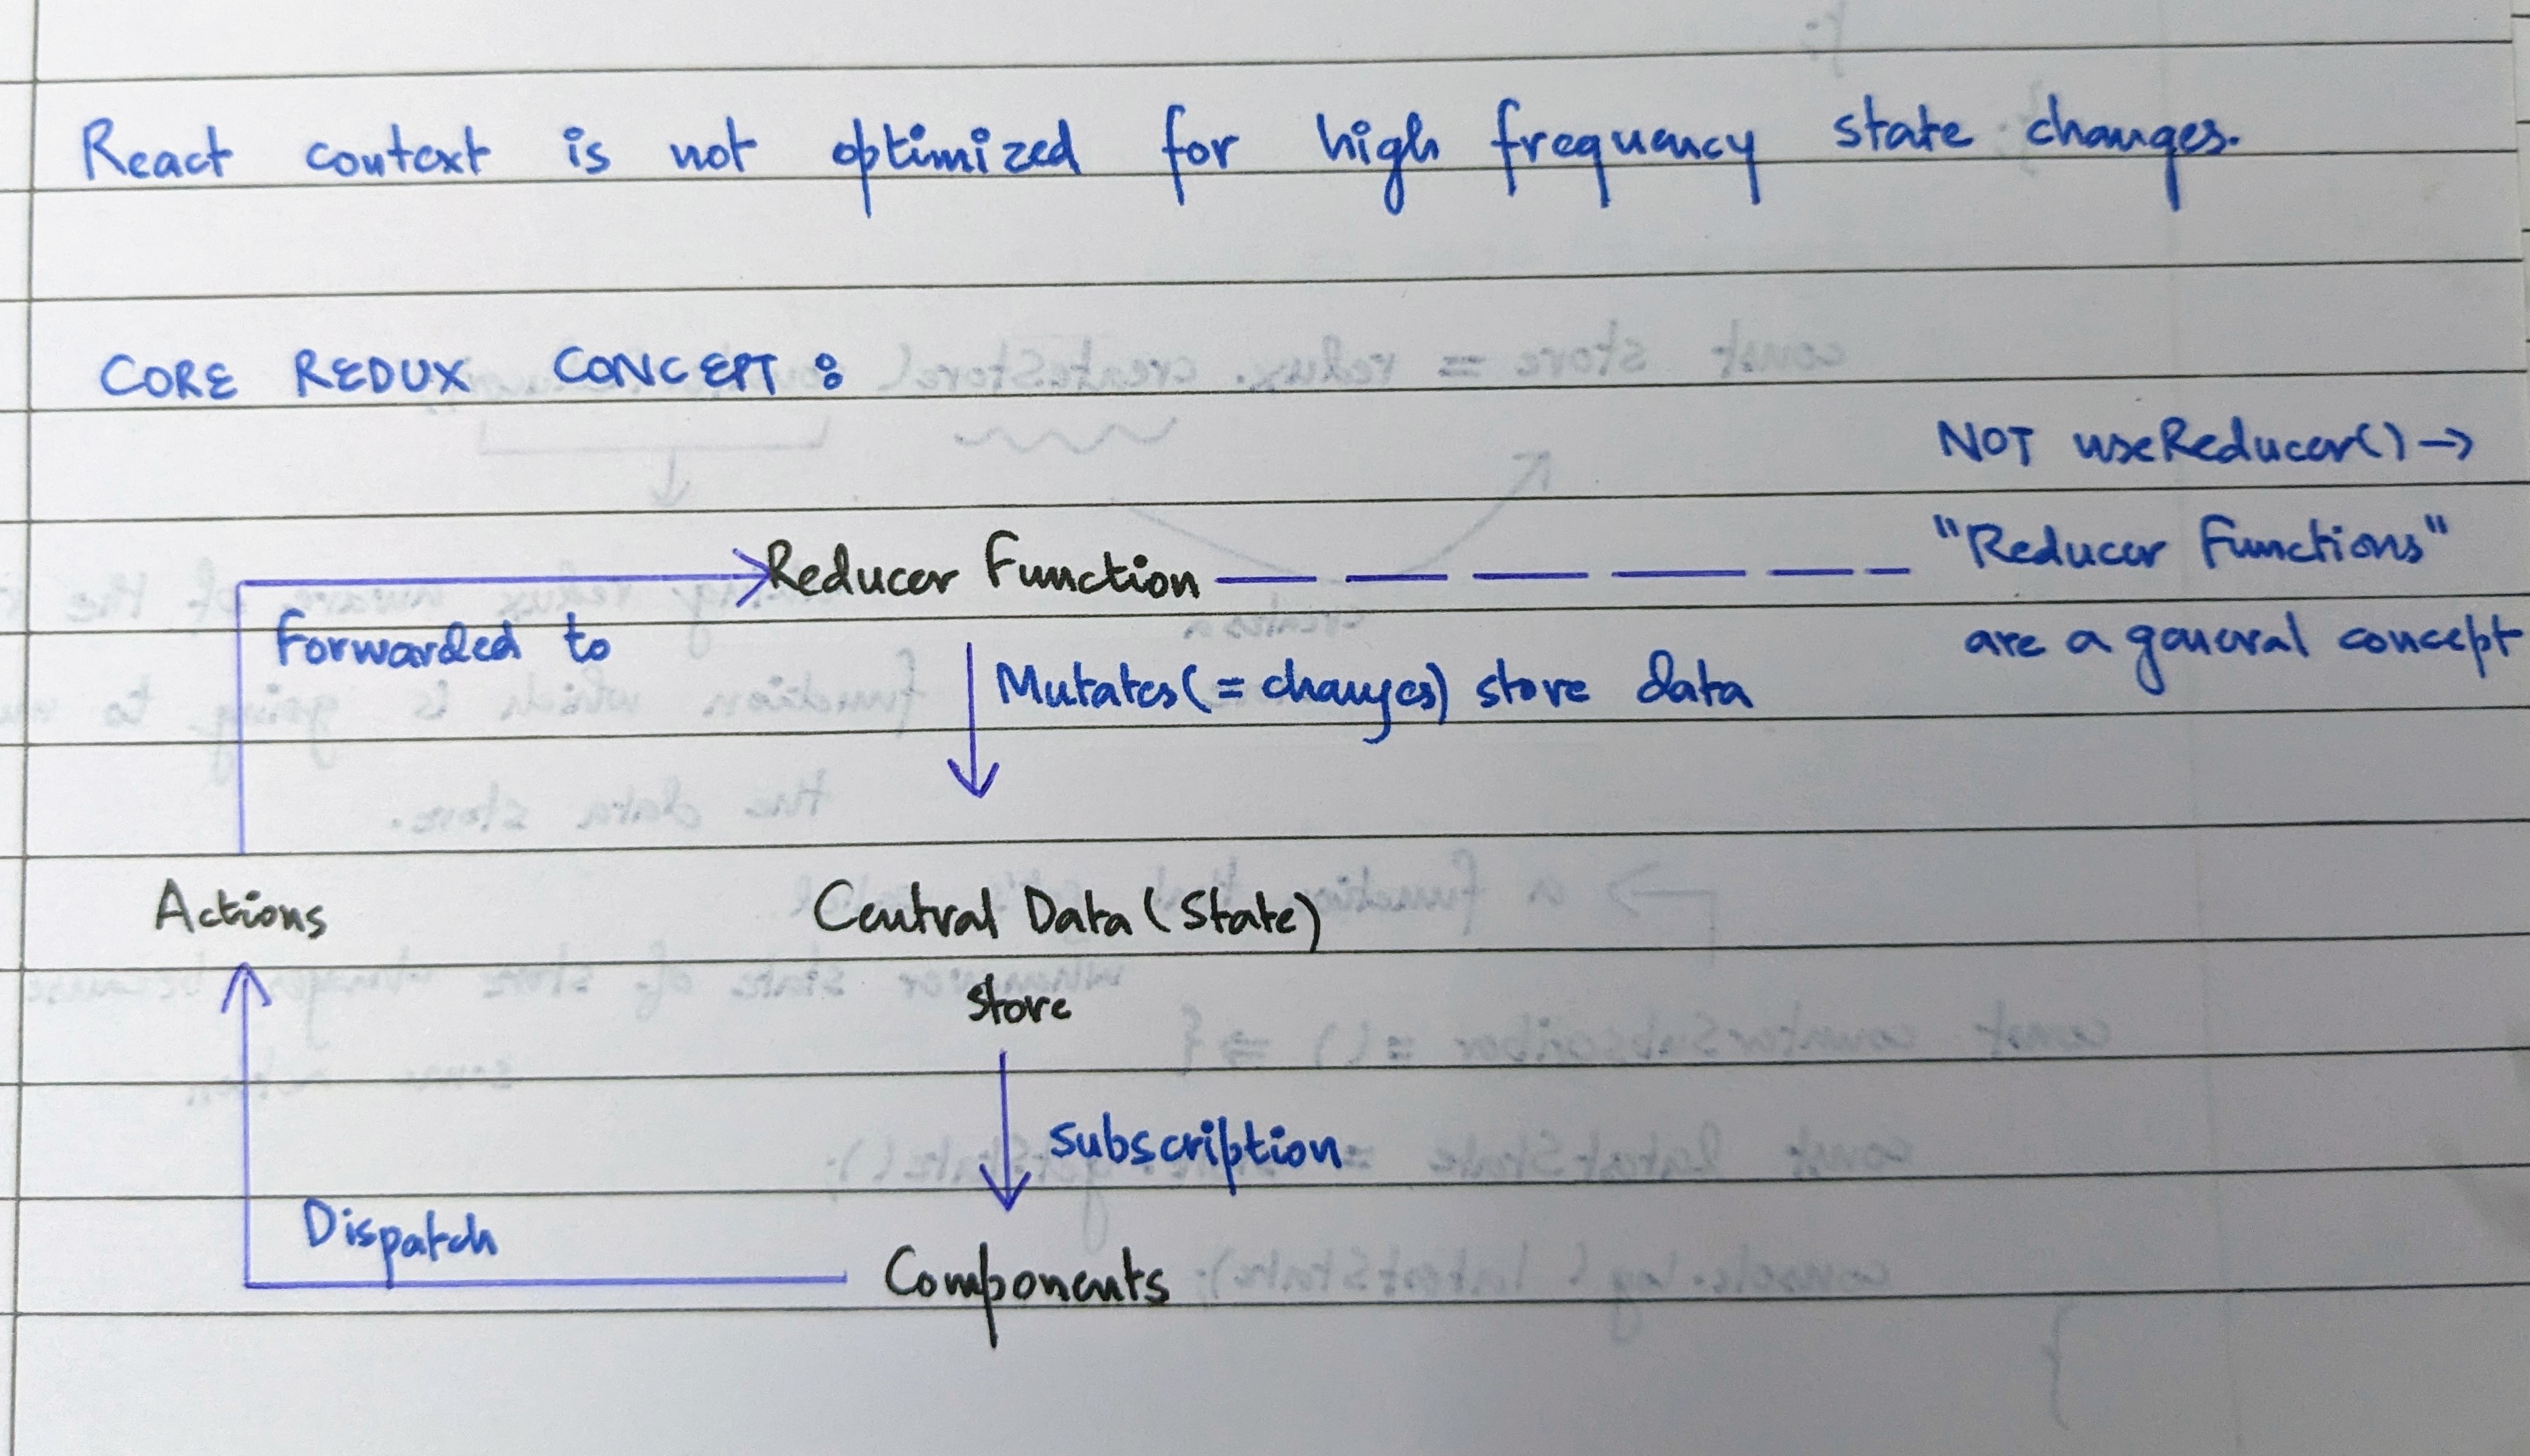 React context is not optimized for high frequency state changes.
CORE REDUX CONCEPT :
NOT useReducer() →
Reducer Function — — — — — — "Reducer Functions"
Forwarded to
are a general concept
Mutates(= changes) store data
Actions
Central Data (State)
store
Subscription
Dispatch
Components